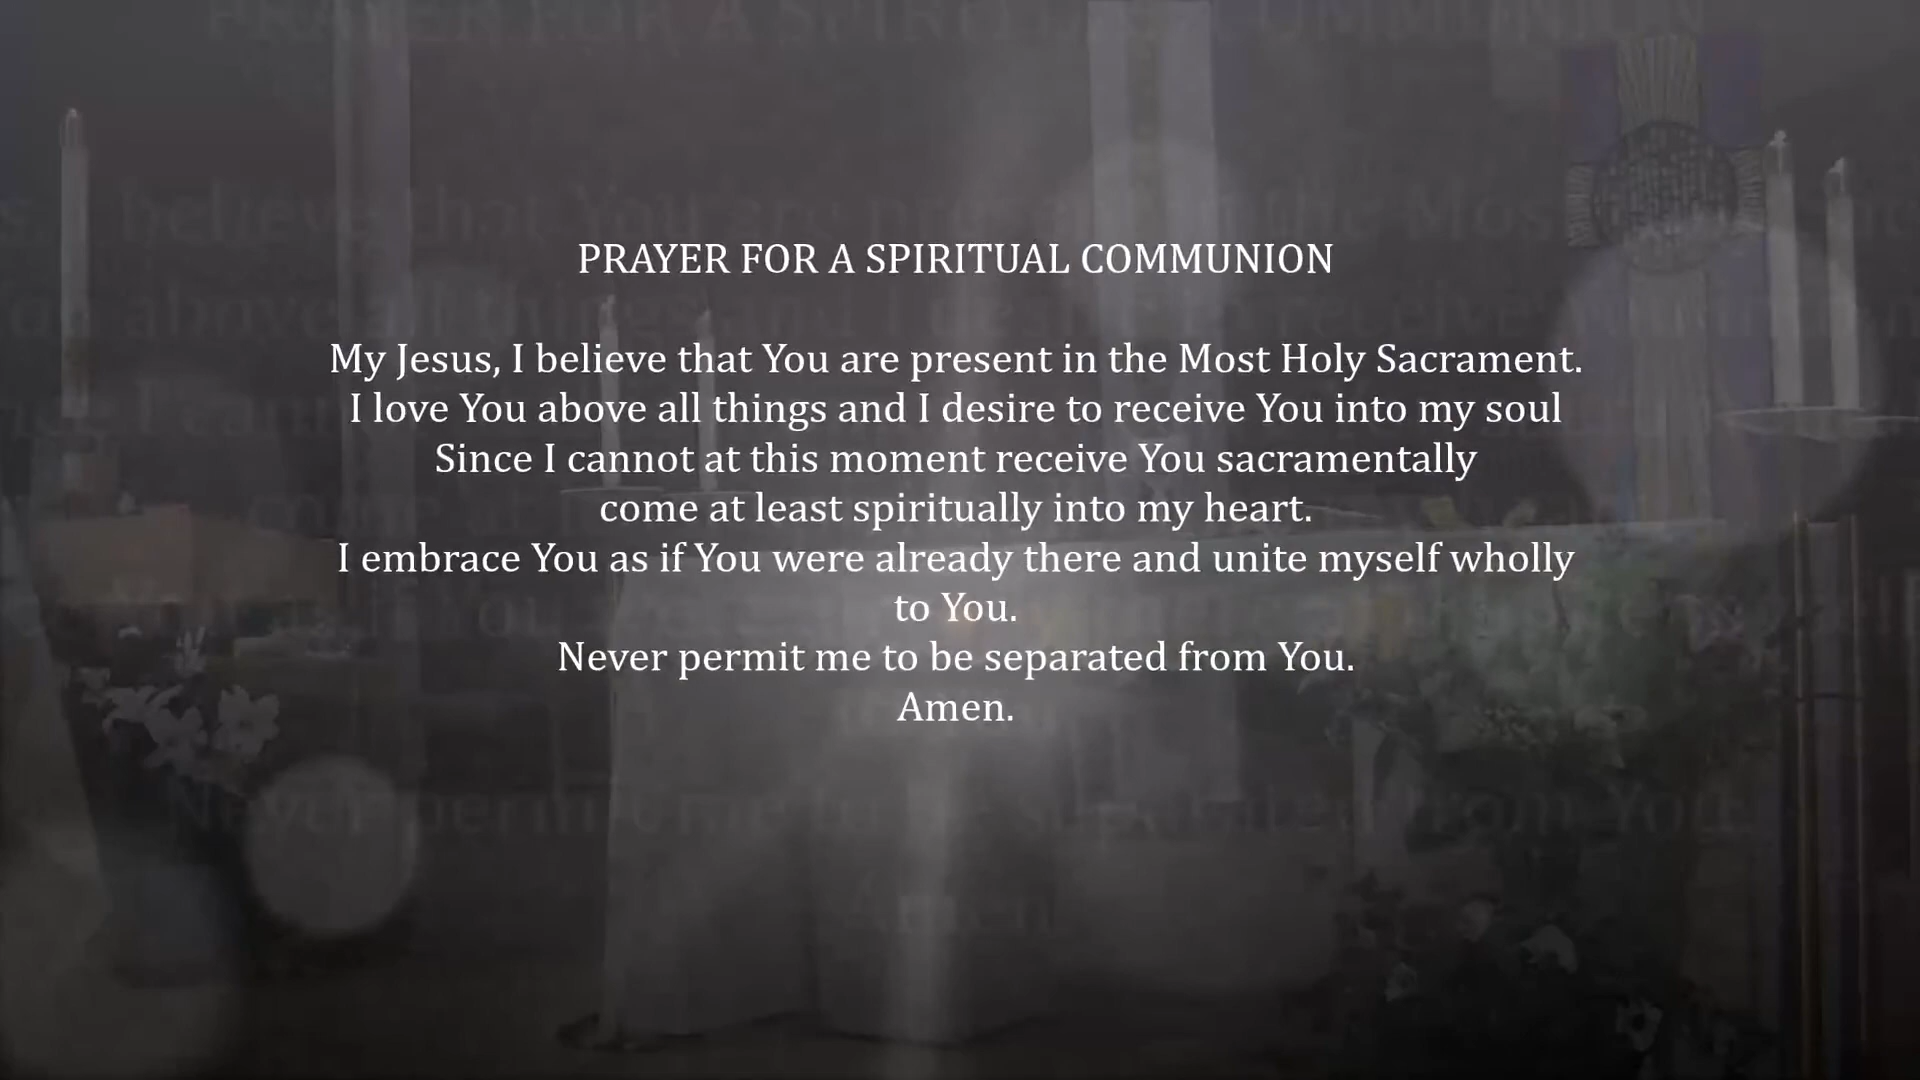 PRAYER FOR A SPIRITUAL COMMUNION
My Jesus, I believe that You are present in the Most Holy Sacrament.
I love You above all things and I desire to receive You into my soul
Since I cannot at this moment receive You sacramentally
come at least spiritually into my heart.
I embrace You as if You were already there and unite myself wholly
to You.
Never permit me to be separated from You.
Amen.